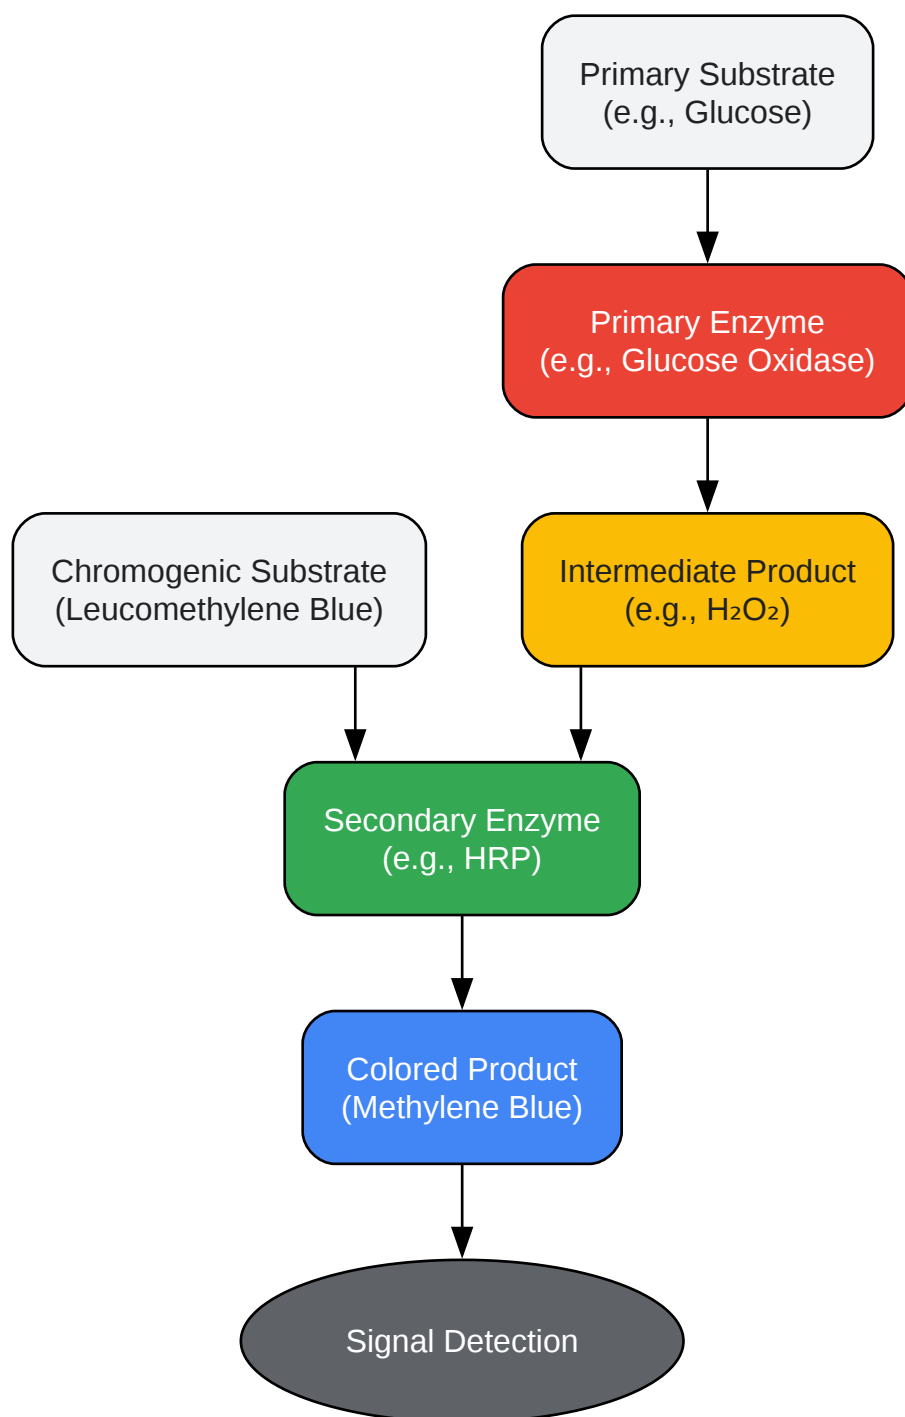 Primary Substrate
(e.g., Glucose)
Primary Enzyme
(e.g., Glucose Oxidase)
Chromogenic Substrate
(Leucomethylene Blue)
Intermediate Product
(e.g., H₂O₂)
Secondary Enzyme
(e.g., HRP)
Colored Product
(Methylene Blue)
Signal Detection